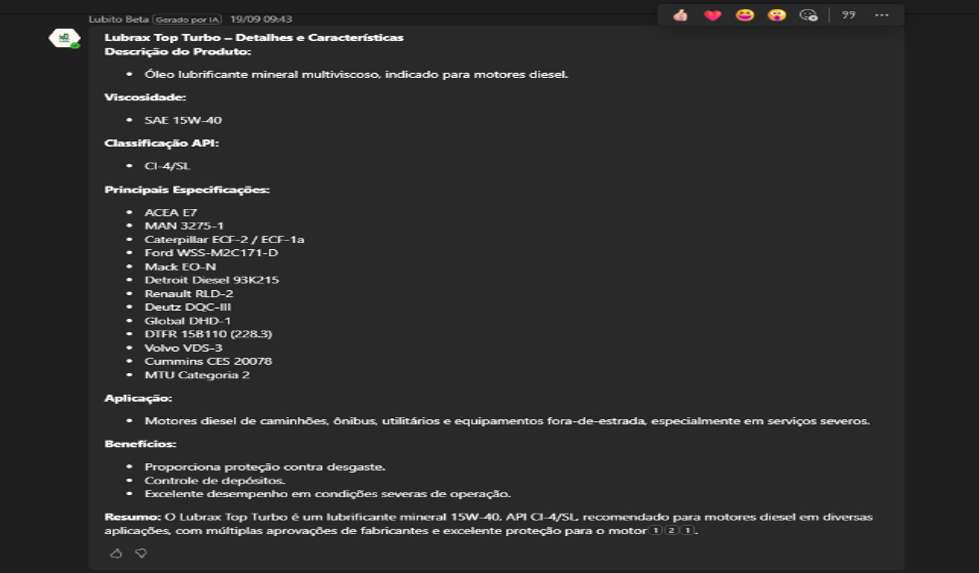 Lubito Beta Gerado por IA 19/09 09:43
Lubrax Top Turbo – Detalhes e Características
Descrição do Produto:
• Óleo lubrificante mineral multiviscoso, indicado para motores diesel.
Viscosidade:
• SAE 15W-40
Classificação API:
• CI-4/SL
Principais Especificações:
• ACEA E7
• MAN 3275-1
• Caterpillar ECF-2 / ECF-1a
• Ford WSS-M2C171-D
• Mack EO-N
• Detroit Diesel 93K215
• Renault RLD-2
• Deutz DQC-III
• Global DHD-1
• DTFR 15B110 (228.3)
• Volvo VDS-3
• Cummins CES 20078
• MTU Categoria 2
Aplicação:
• Motores diesel de caminhões, ônibus, utilitários e equipamentos fora-de-estrada, especialmente em serviços severos.
Benefícios:
• Proporciona proteção contra desgaste.
• Controle de depósitos.
• Excelente desempenho em condições severas de operação.
Resumo: O Lubrax Top Turbo é um lubrificante mineral 15W-40, API CI-4/SL, recomendado para motores diesel em diversas
aplicações, com múltiplas aprovações de fabricantes e excelente proteção para o motor 1 2 1.